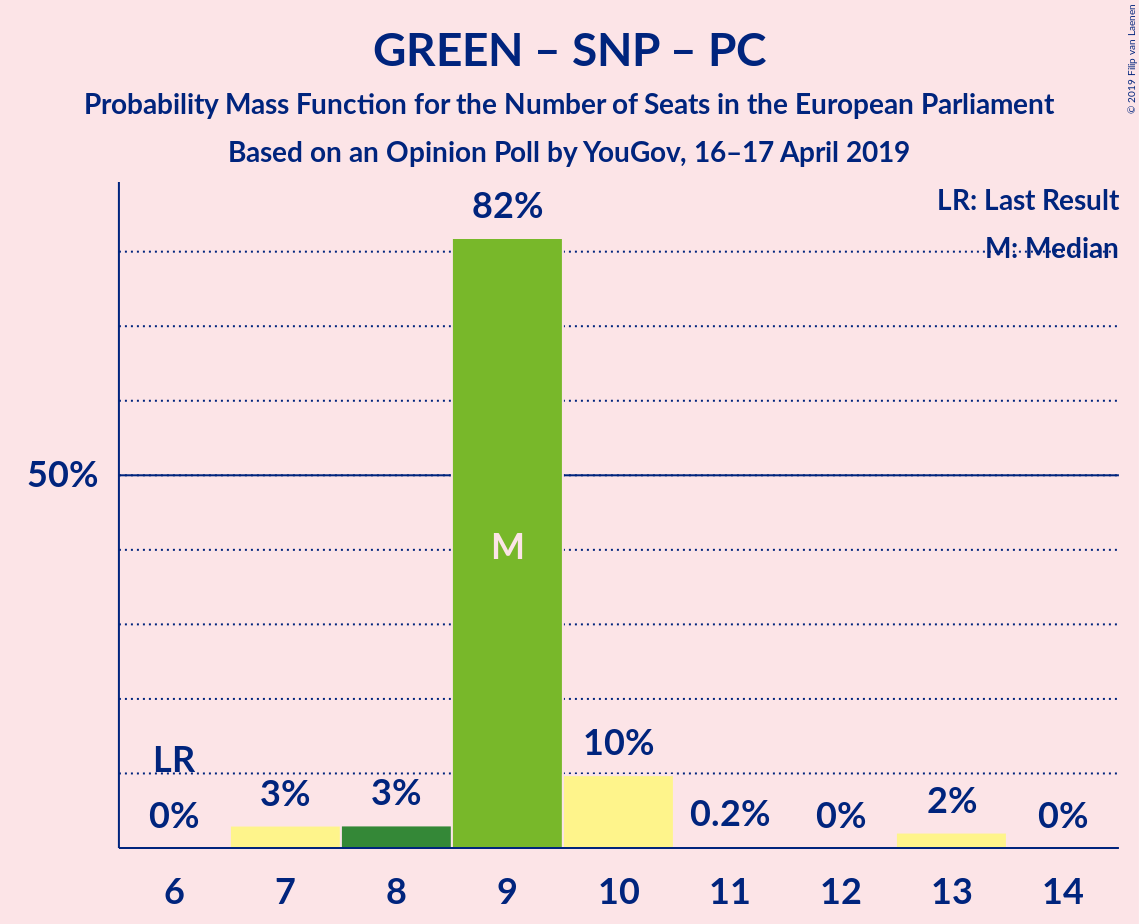 GREEN – SNP – PC
Probability Mass Function for the Number of Seats in the European Parliament
Based on an Opinion Poll by YouGov, 16–17 April 2019
© 2019 Filip van Laenen
LR: Last Result
M: Median
82%
50%
M
LR
0%
3%
3%
10%
0.2%
0%
2%
0%
6 7 8 9 10 11 12 13 14